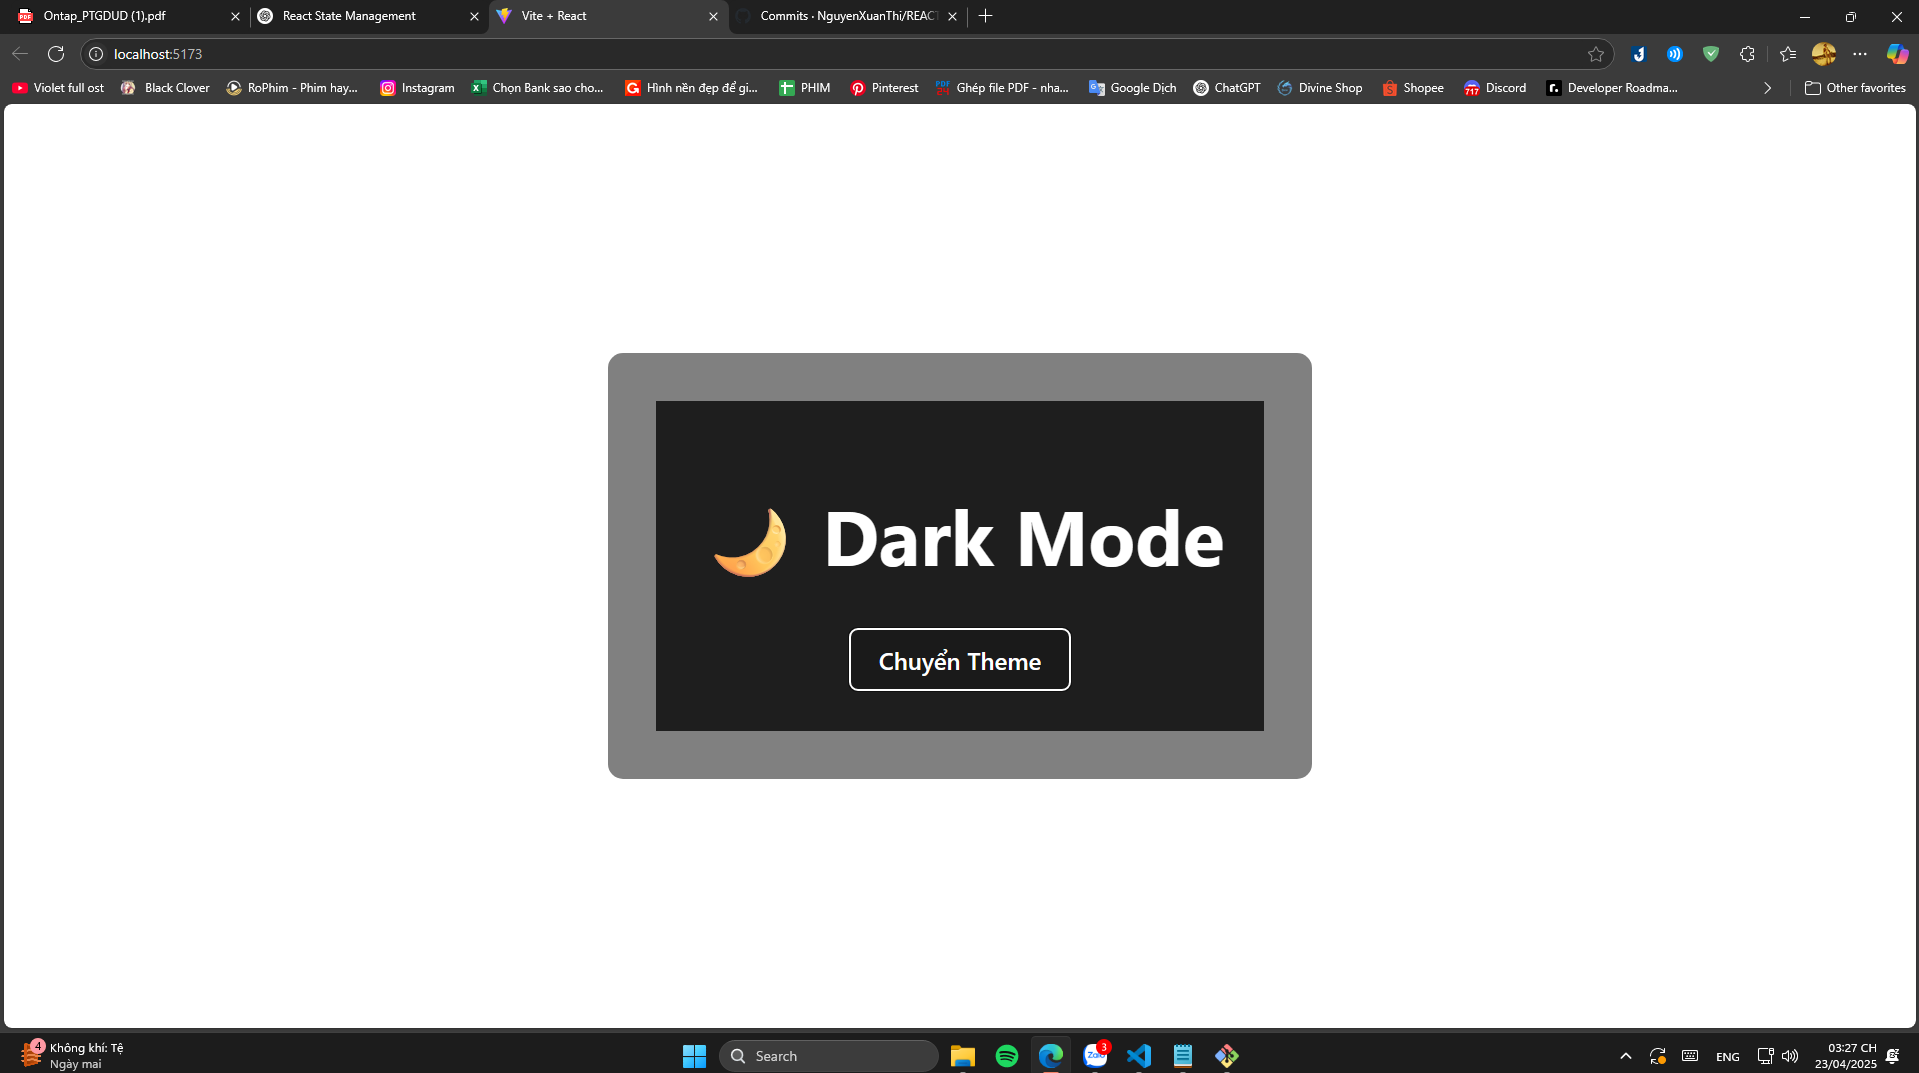 Ontap_PTGDUD (1).pdf
React State Management
Vite + React
Commits · NguyenXuanThi/REACT
localhost:5173
Violet full ost
Black Clover
RoPhim - Phim hay...
Instagram
Chọn Bank sao cho...
Hình nền đẹp để gi...
PHIM
Pinterest
Ghép file PDF - nha...
Google Dịch
ChatGPT
Divine Shop
Shopee
Discord
Developer Roadma...
Other favorites
Dark Mode
Chuyển Theme
4
Không khí: Tệ
Ngày mai
Search
Zalo
3
ENG
03:27 CH
23/04/2025